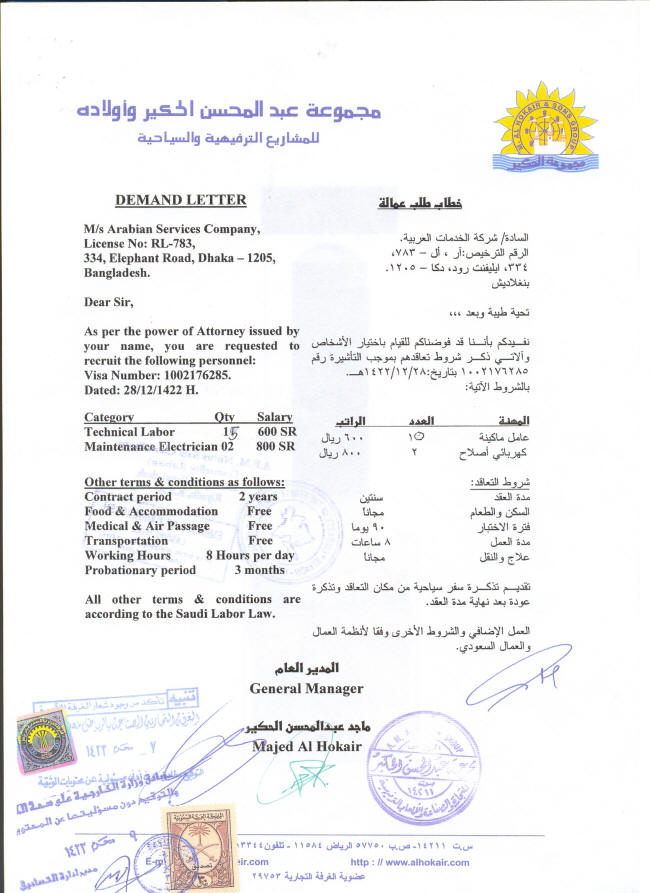 مجموعة عبد المحسن الحكير وأولاده
للمشاريع الترفيهية والسياحية
M. AL HOKAIR & SONS GROUP
مجموعة الحكير
DEMAND LETTER
M/s Arabian Services Company,
License No: RL-783,
334, Elephant Road, Dhaka – 1205,
Bangladesh.
Dear Sir,
As per the power of Attorney issued by
your name, you are requested to
recruit the following personnel:
Visa Number: 1002176285.
Dated: 28/12/1422 H.
Category Qty Salary
Technical Labor 15 600 SR
Maintenance Electrician 02 800 SR
Other terms & conditions as follows:
Contract period 2 years
Food & Accommodation Free
Medical & Air Passage Free
Transportation Free
Working Hours 8 Hours per day
Probationary period 3 months
All other terms & conditions are
according to the Saudi Labor Law.
خطاب طلب عمالة
السادة/ شركة الخدمات العربية.
الرقم الترخيص:آر ، أل – ٧٨٣،
٣٣٤، ايليفنت رود، دكا – ١٢٠٥.
بنغلاديش
تحية طيبة وبعد ،،،
نفيدكم بأننا قد فوضناكم للقيام باختيار الأشخاص
وآلاتي ذكر شروط تعاقدهم بموجب التأشيرة رقم
١٠٠٢١٧٦٢٨٥ بتاريخ:١٤٢٢/١٢/٢٨هـ.
بالشروط الآتية:
المهنة العدد الراتب
عامل ماكينة ١٥ ٦٠٠ ريال
كهربائي أصلاح ٢ ٨٠٠ ريال
شروط التعاقد:
مدة العقد سنتين
السكن والطعام مجاناً
فترة الاختبار ٩٠ يوما
مدة العمل ٨ ساعات
علاج والنقل مجاناً
تقديم تذكرة سفر سياحية من مكان التعاقد وتذكرة
عودة بعد نهاية مدة العقد.
العمل الإضافي والشروط الأخرى وفقا لأنظمة العمال
والعمال السعودي.
المدير العام
General Manager
ماجد عبدالمحسن الحكير
Majed Al Hokair
تنبيه
١٤٢٣
١٤٢٣
مدير إدارة التصاديق
١٤٢١١
س.ت ١٤٢١١- ص.ب ٥٧٧٥٠ الرياض ١١٥٨٤ - تلفون
http : // www.alhokair.com
عضوية الغرفة التجارية ٢٩٧٥٣